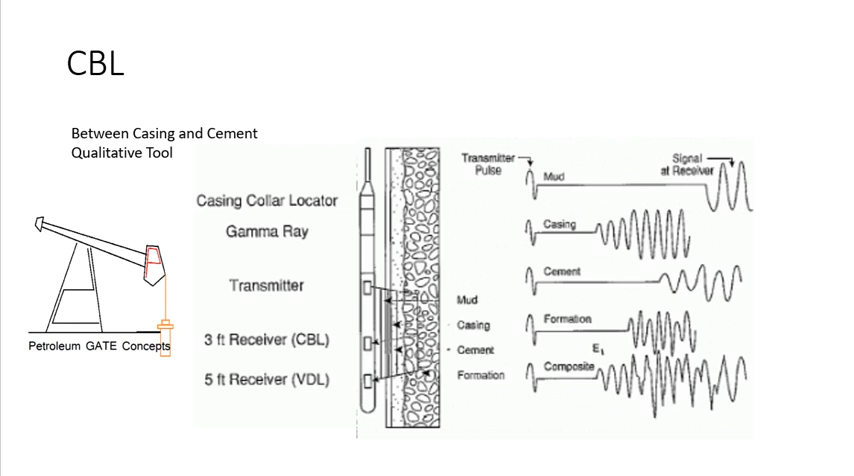 CBL
Between Casing and Cement
Qualitative Tool
Casing Collar Locator
Gamma Ray
Transmitter
3 ft Receiver (CBL)
5 ft Receiver (VDL)
Petroleum GATE Concepts
Mud
Casing
Cement
Formation
Transmitter
Pulse
Signal
at Receiver
Mud
Casing
Cement
Formation
E1
Composite